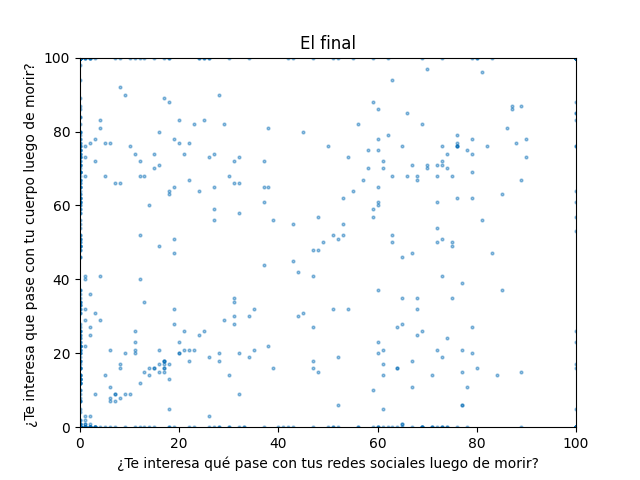 El final
¿Te interesa que pase con tu cuerpo luego de morir?
100
80
60
40
20
0
0 20 40 60 80 100
¿Te interesa qué pase con tus redes sociales luego de morir?